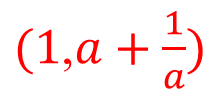 (1,a + 1/a)